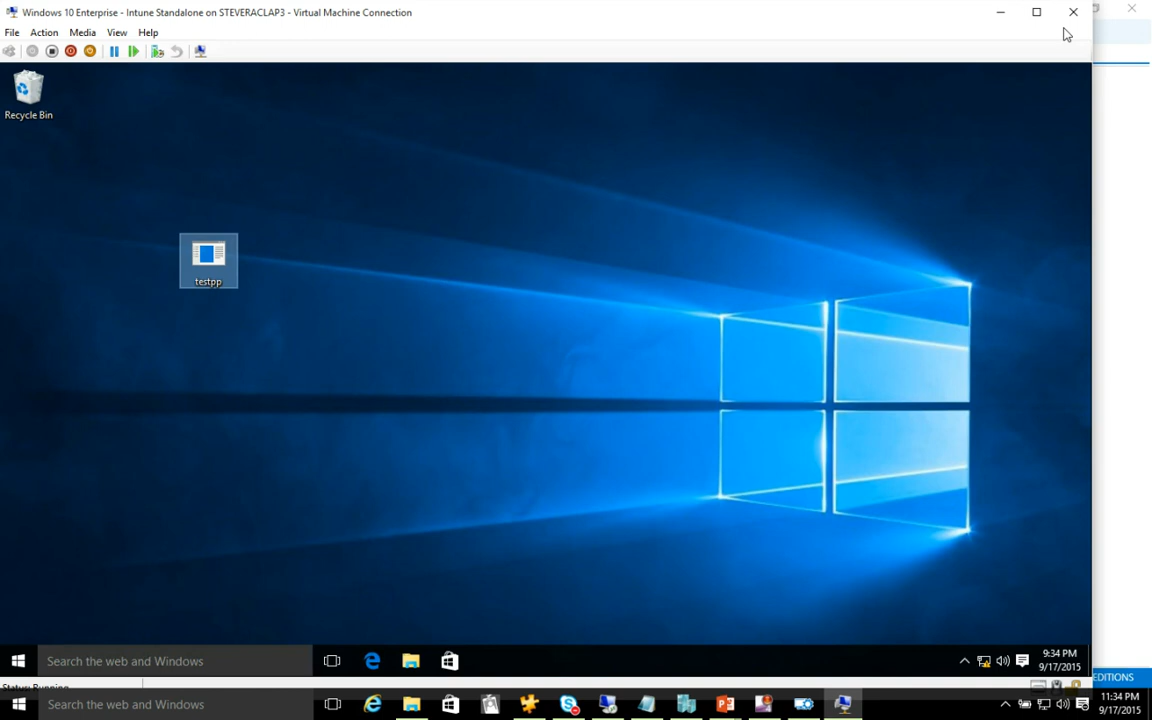 Windows 10 Enterprise - Intune Standalone on STEVERACLAP3 - Virtual Machine Connection
File Action Media View Help
Recycle Bin
testpp
Search the web and Windows
9:34 PM
9/17/2015
Status: Running
EDITIONS
Search the web and Windows
11:34 PM
9/17/2015